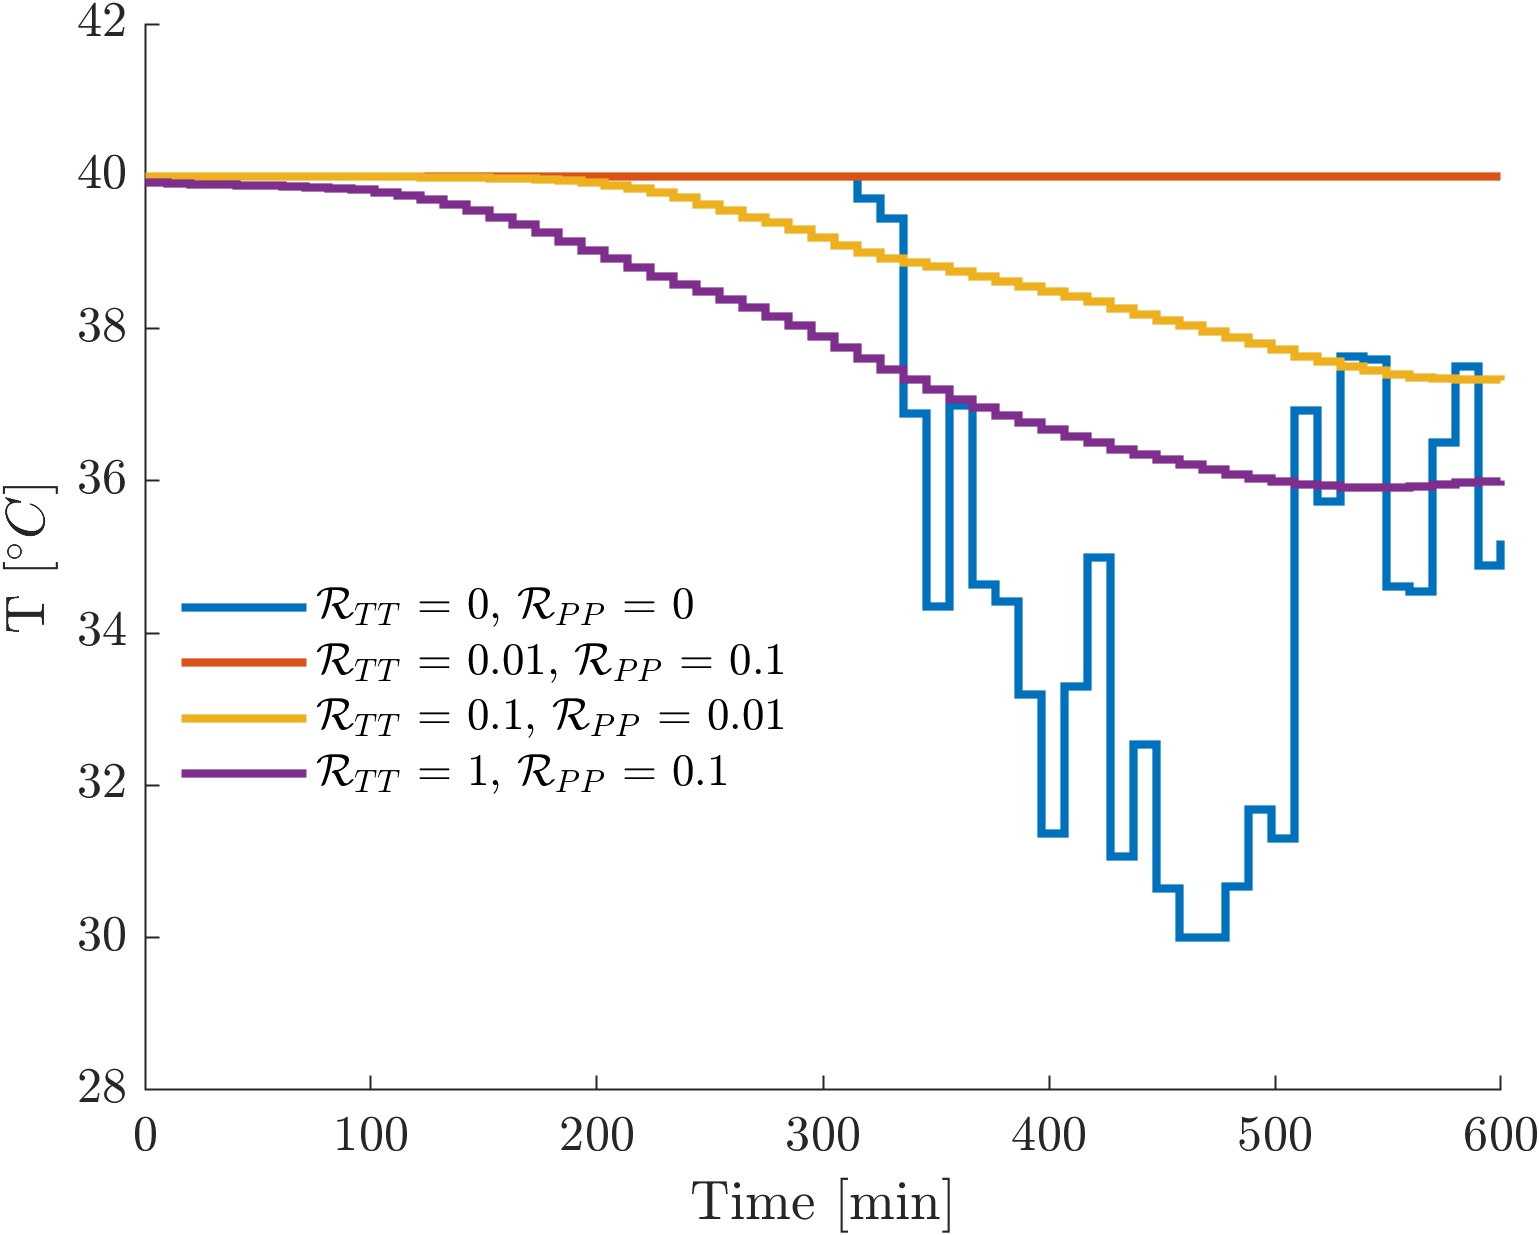 42
40
38
36
34
32
30
28
T [°C]
ℛTT = 0, ℛPP = 0
ℛTT = 0.01, ℛPP = 0.1
ℛTT = 0.1, ℛPP = 0.01
ℛTT = 1, ℛPP = 0.1
0 100 200 300 400 500 600
Time [min]